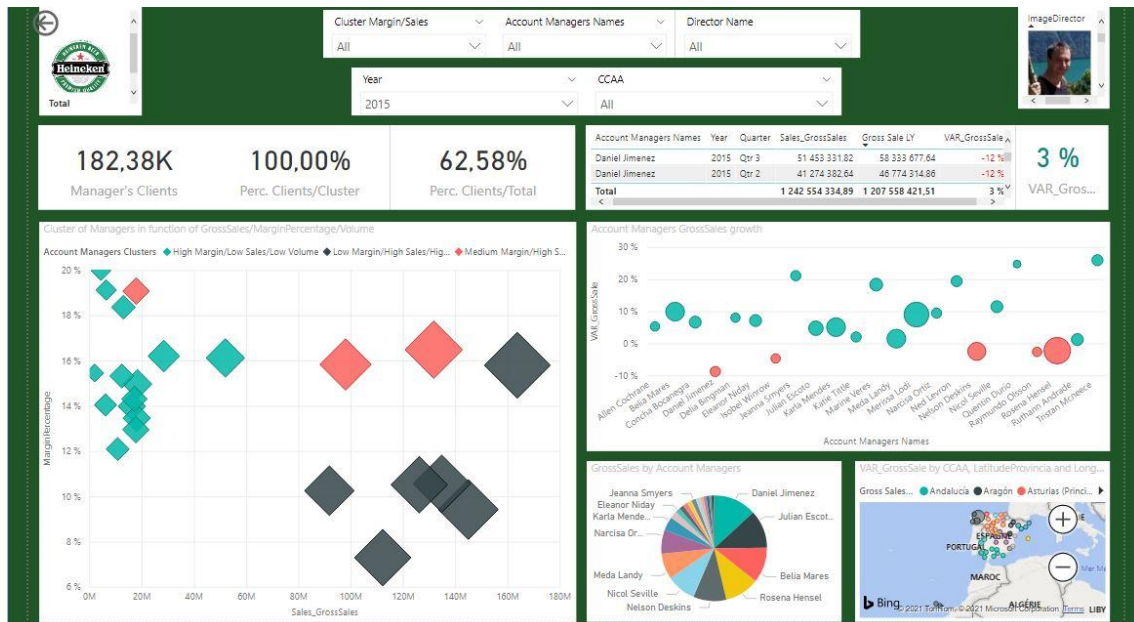 Cluster Margin/Sales
Account Managers Names
Director Name
All
All
All
Year
CCAA
2015
All
HEINEKEN BEER
Heineken
PREMIUM QUALITY
Total
ImageDirector
182,38K
Manager's Clients
100,00%
Perc. Clients/Cluster
62,58%
Perc. Clients/Total
Account Managers Names Year Quarter Sales_GrossSales Gross Sale LY VAR_GrossSale
Daniel Jimenez 2015 Qtr 3 51 453 331,82 58 333 677,64 -12 %
Daniel Jimenez 2015 Qtr 2 41 274 382,64 46 774 314,86 -12 %
Total 1 242 554 334,89 1 207 558 421,51 3 %
3 %
VAR_Gros...
Cluster of Managers in function of GrossSales/MarginPercentage/Volume
Account Managers Clusters High Margin/Low Sales/Low Volume Low Margin/High Sales/Hig... Medium Margin/High S...
20 %
18 %
16 %
14 %
12 %
10 %
8 %
6 %
MarginPercentage
0M 20M 40M 60M 80M 100M 120M 140M 160M 180M
Sales_GrossSales
Account Managers GrossSales growth
30 %
20 %
10 %
0 %
-10 %
VAR_GrossSale
Allen Cochrane
Belia Mares
Concha Bocanegra
Daniel Jimenez
Delia Bingman
Eleanor Niday
Isobel Winrow
Jeanna Smyers
Julian Escoto
Karla Mendes
Katie Tittle
Marine Veres
Meda Landy
Merissa Lodi
Narcisa Ortiz
Ned Levron
Nelson Deskins
Nicol Seville
Quentin Durio
Raymundo Olsson
Rosena Hensel
Ruthann Andrade
Tristan Mcneece
Account Managers Names
GrossSales by Account Managers
Jeanna Smyers
Eleanor Niday
Karla Mende...
Narcisa Or...
Meda Landy
Nicol Seville
Nelson Deskins
Daniel Jimenez
Julian Escot...
Belia Mares
Rosena Hensel
VAR_GrossSale by CCAA, LatitudeProvincia and Long...
Gross Sales... Andalucía Aragón Asturias (Princi...
ESPAGNE
PORTUGAL
MAROC
ALGÉRIE
LIBY
Mer Me
Bing
© 2021 TomTom, © 2021 Microsoft Corporation Terms